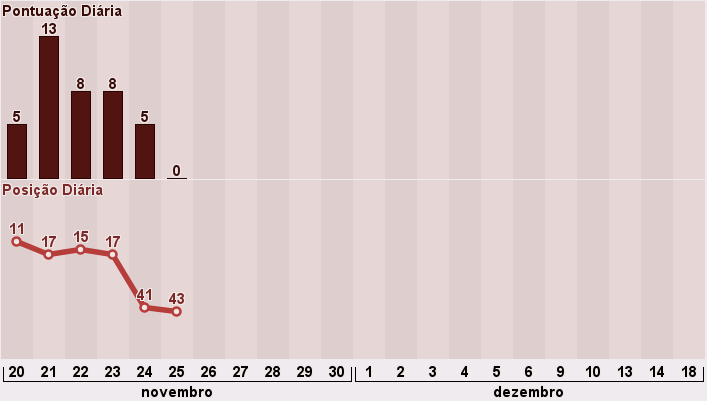 Pontuação Diária
5 13 8 8 5 0
Posição Diária
11 17 15 17 41 43
20 21 22 23 24 25 26 27 28 29 30 1 2 3 4 5 6 9 10 13 14 18
novembro dezembro